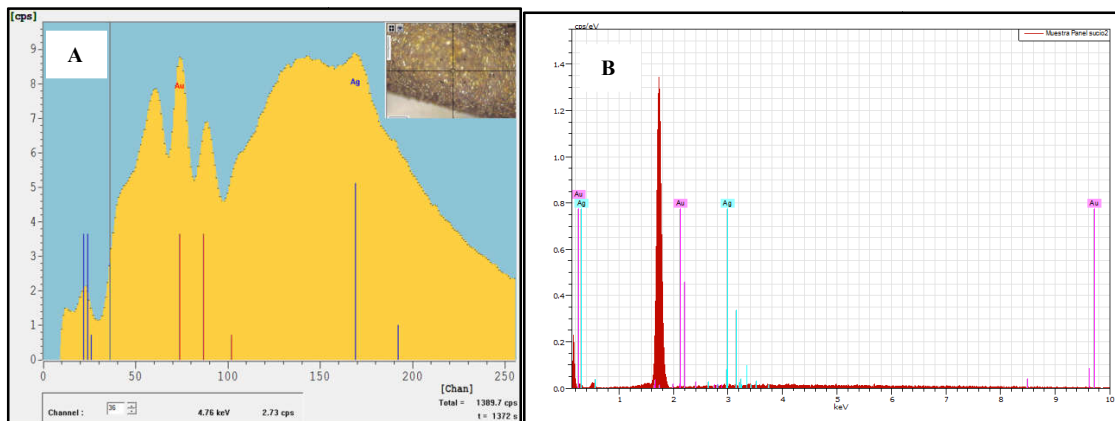 [cps]
A
9
8
7
6
5
4
3
2
1
0
Au
Ag
0 50 100 150 200 250
[Chan]
Channel : 36 4.76 keV 2.73 cps
Total = 1389.7 cps
t = 1372 s
cps/eV
B
Muestra Panel sucio2
1.4
1.2
1.0
0.8
0.6
0.4
0.2
0.0
Au
Ag
Au
Ag
Au
1 2 3 4 5 6 7 8 9 10
keV